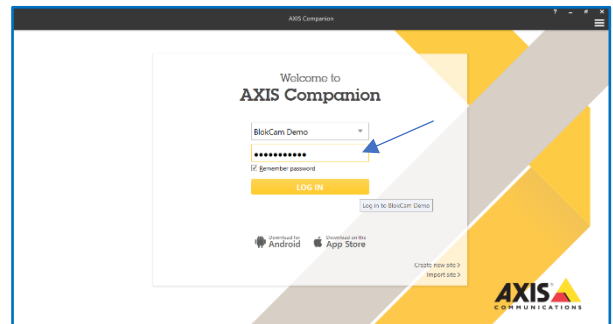 AXIS Companion
?
Welcome to
AXIS Companion
BlokCam Demo
●●●●●●●●●●●
Remember password
LOG IN
Log in to BlokCam Demo
Download for
Android
Download on the
App Store
Create new site >
Import site >
AXIS
COMMUNICATIONS